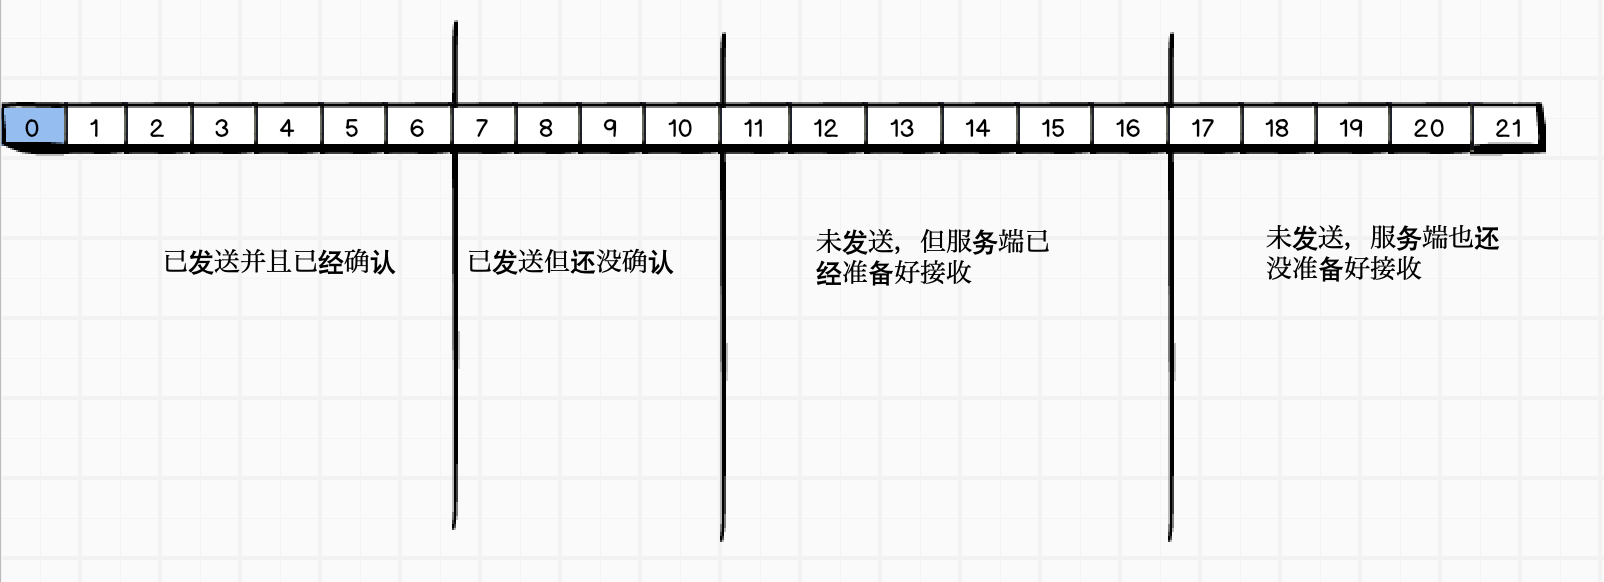 0 1 2 3 4 5 6 7 8 9 10 11 12 13 14 15 16 17 18 19 20 21
已发送并且已经确认
已发送但还没确认
未发送，但服务端已
经准备好接收
未发送，服务端也还
没准备好接收